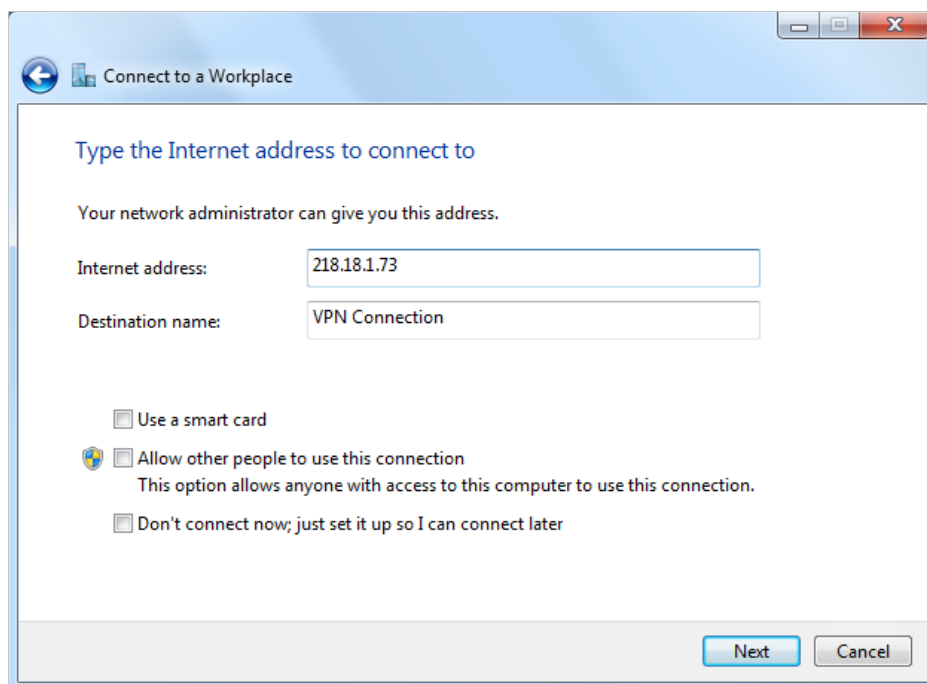 Connect to a Workplace
Type the Internet address to connect to
Your network administrator can give you this address.
Internet address: 218.18.1.73
Destination name: VPN Connection
Use a smart card
Allow other people to use this connection
This option allows anyone with access to this computer to use this connection.
Don't connect now; just set it up so I can connect later
Next Cancel